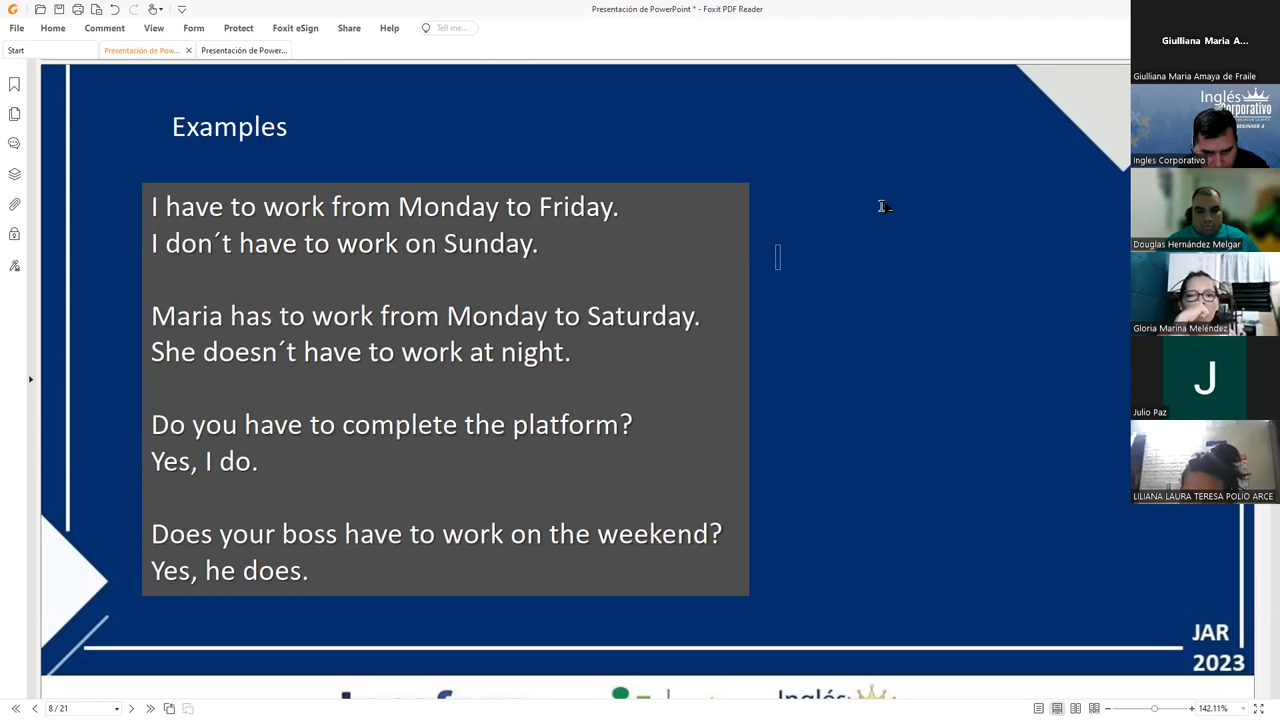 Presentación de PowerPoint * - Foxit PDF Reader
File Home Comment View Form Protect Foxit eSign Share Help Tell me...
Start Presentación de Pow... Presentación de Power...
Examples
I have to work from Monday to Friday.
I don´t have to work on Sunday.
Maria has to work from Monday to Saturday.
She doesn´t have to work at night.
Do you have to complete the platform?
Yes, I do.
Does your boss have to work on the weekend?
Yes, he does.
JAR
2023
Giulliana Maria A...
Giulliana Maria Amaya de Fraile
Inglés
Corporativo
BEGINNER 4
Ingles Corporativo
Douglas Hernández Melgar
Gloria Marina Meléndez
J
Julio Paz
LILIANA LAURA TERESA POLIO ARCE
Inglés
8 / 21
142.11%